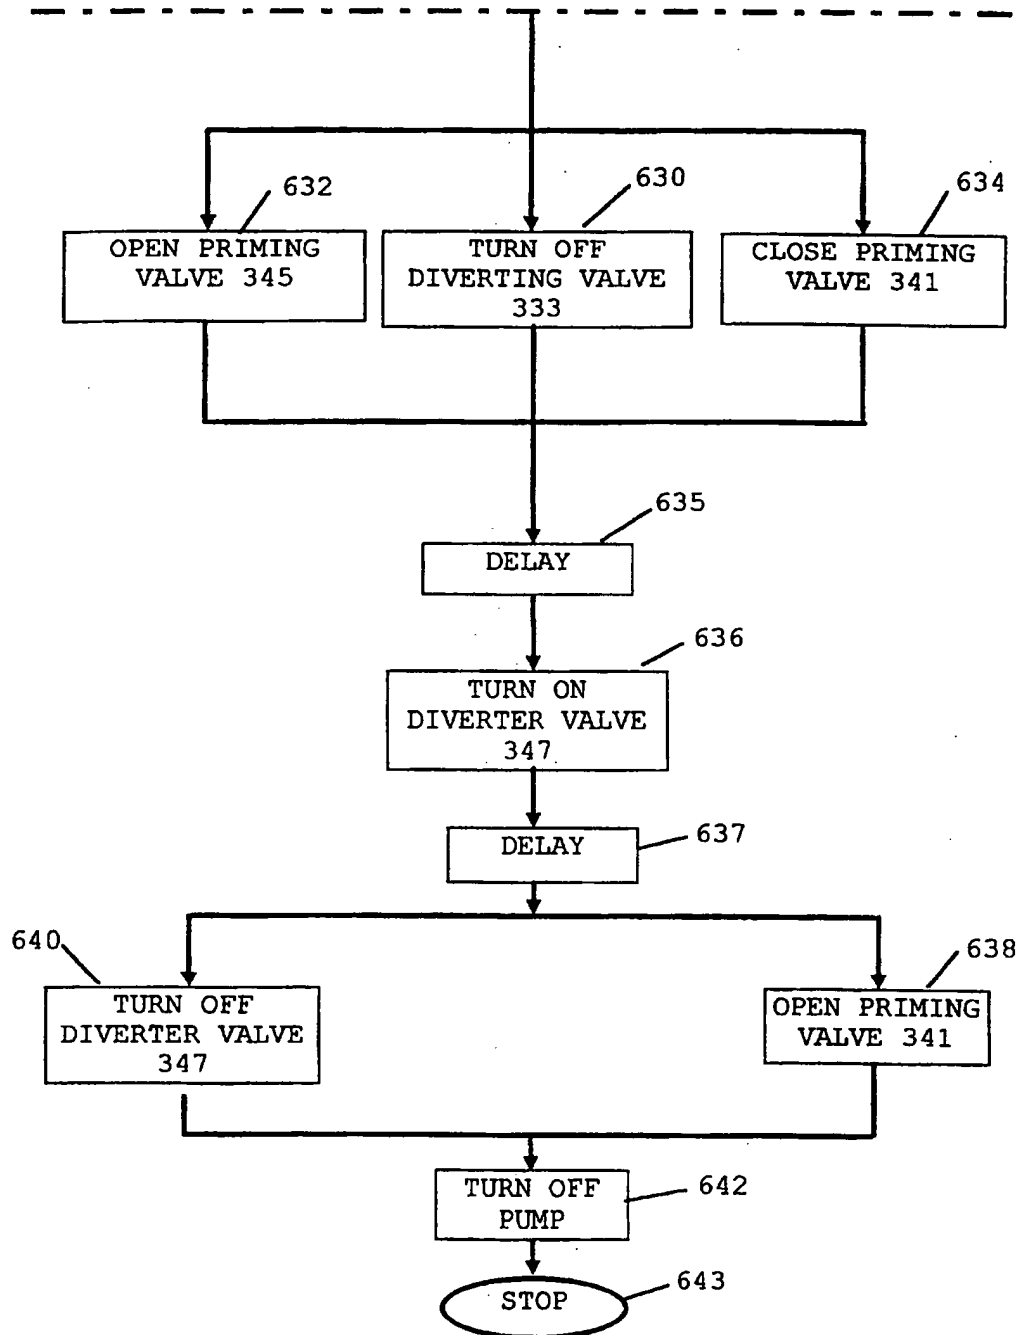 632
630
634
OPEN PRIMING
VALVE 345
TURN OFF
DIVERTING VALVE
333
CLOSE PRIMING
VALVE 341
635
DELAY
636
TURN ON
DIVERTER VALVE
347
DELAY
637
640
638
TURN OFF
DIVERTER VALVE
347
OPEN PRIMING
VALVE 341
TURN OFF
PUMP
642
643
STOP